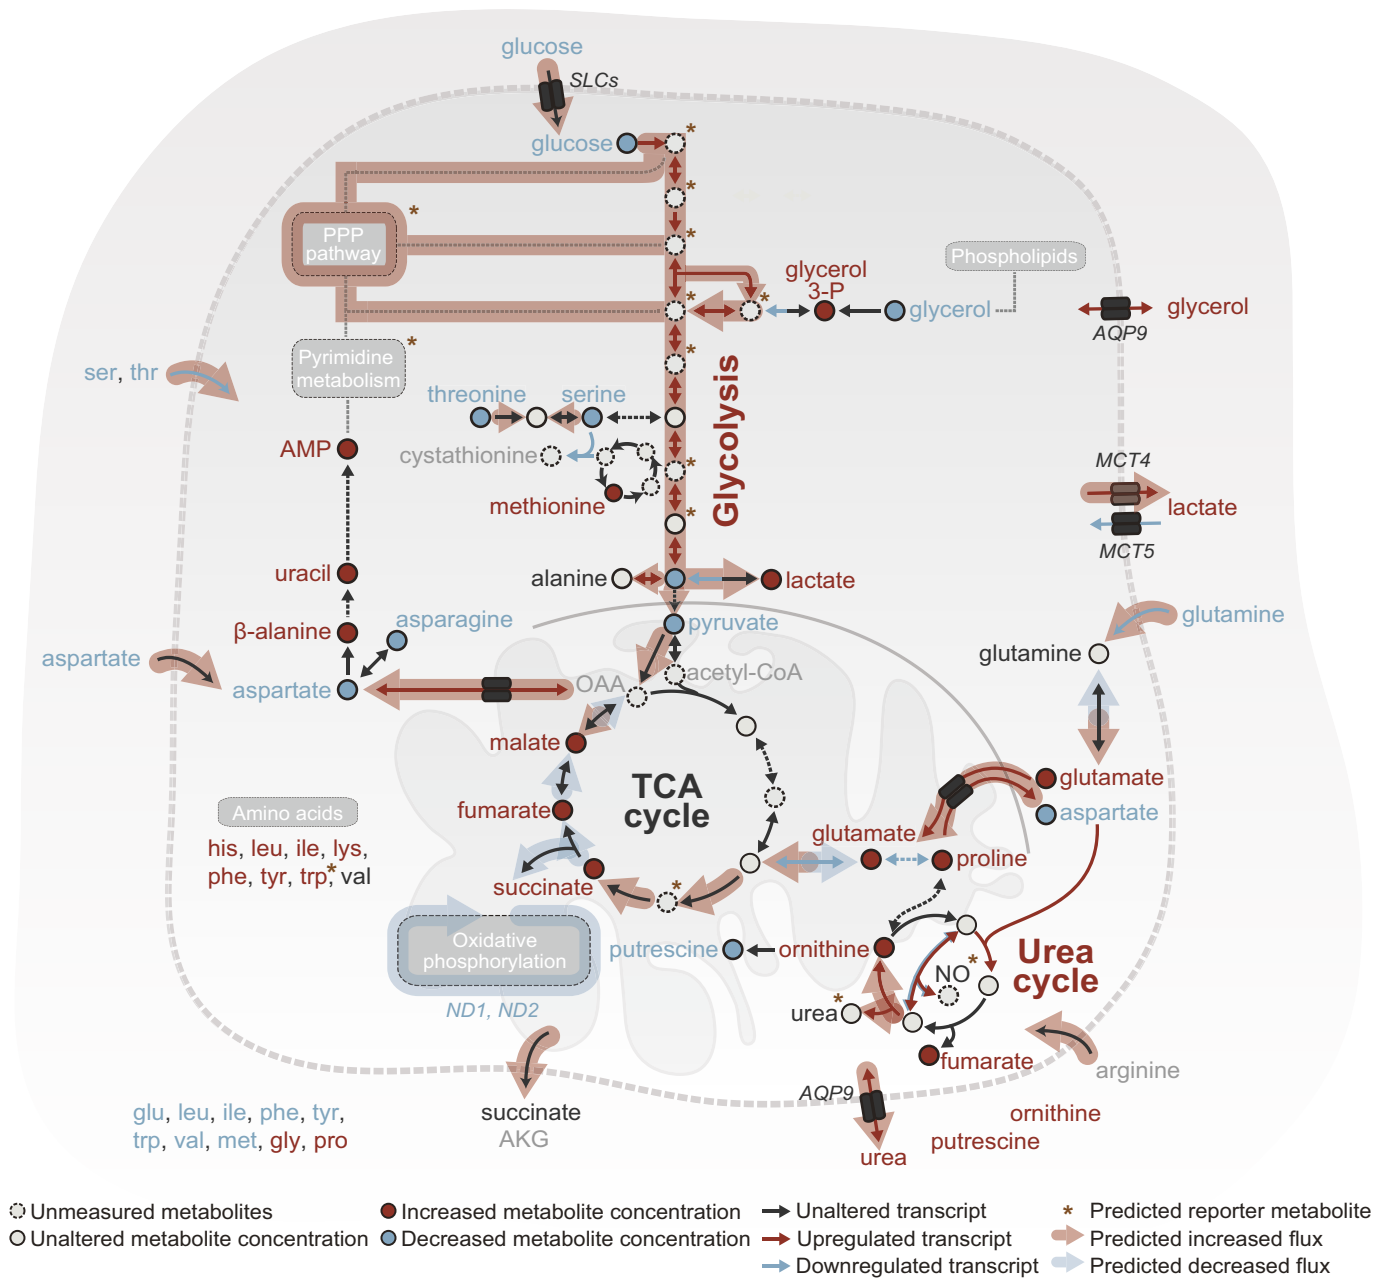 glucose
SLCs
glucose
*
*
*
PPP
pathway
*
Phospholipids
glycerol
3-P
glycerol
glycerol
AQP9
*
*
Pyrimidine
metabolism
*
*
ser, thr
Glycolysis
threonine
serine
AMP
cystathionine
*
methionine
MCT4
lactate
MCT5
*
uracil
alanine
lactate
asparagine
β-alanine
pyruvate
glutamine
glutamine
aspartate
aspartate
OAA
acetyl-CoA
malate
TCA
cycle
glutamate
fumarate
aspartate
Amino acids
glutamate
his, leu, ile, lys,
phe, tyr, trp*, val
proline
succinate
*
Oxidative
phosphorylation
putrescine
ornithine
Urea
cycle
*
NO
ND1, ND2
urea
*
fumarate
arginine
AQP9
glu, leu, ile, phe, tyr,
trp, val, met, gly, pro
succinate
AKG
ornithine
putrescine
urea
Unmeasured metabolites
Increased metabolite concentration
Unaltered transcript
* Predicted reporter metabolite
Unaltered metabolite concentration
Decreased metabolite concentration
Upregulated transcript
Predicted increased flux
Downregulated transcript
Predicted decreased flux